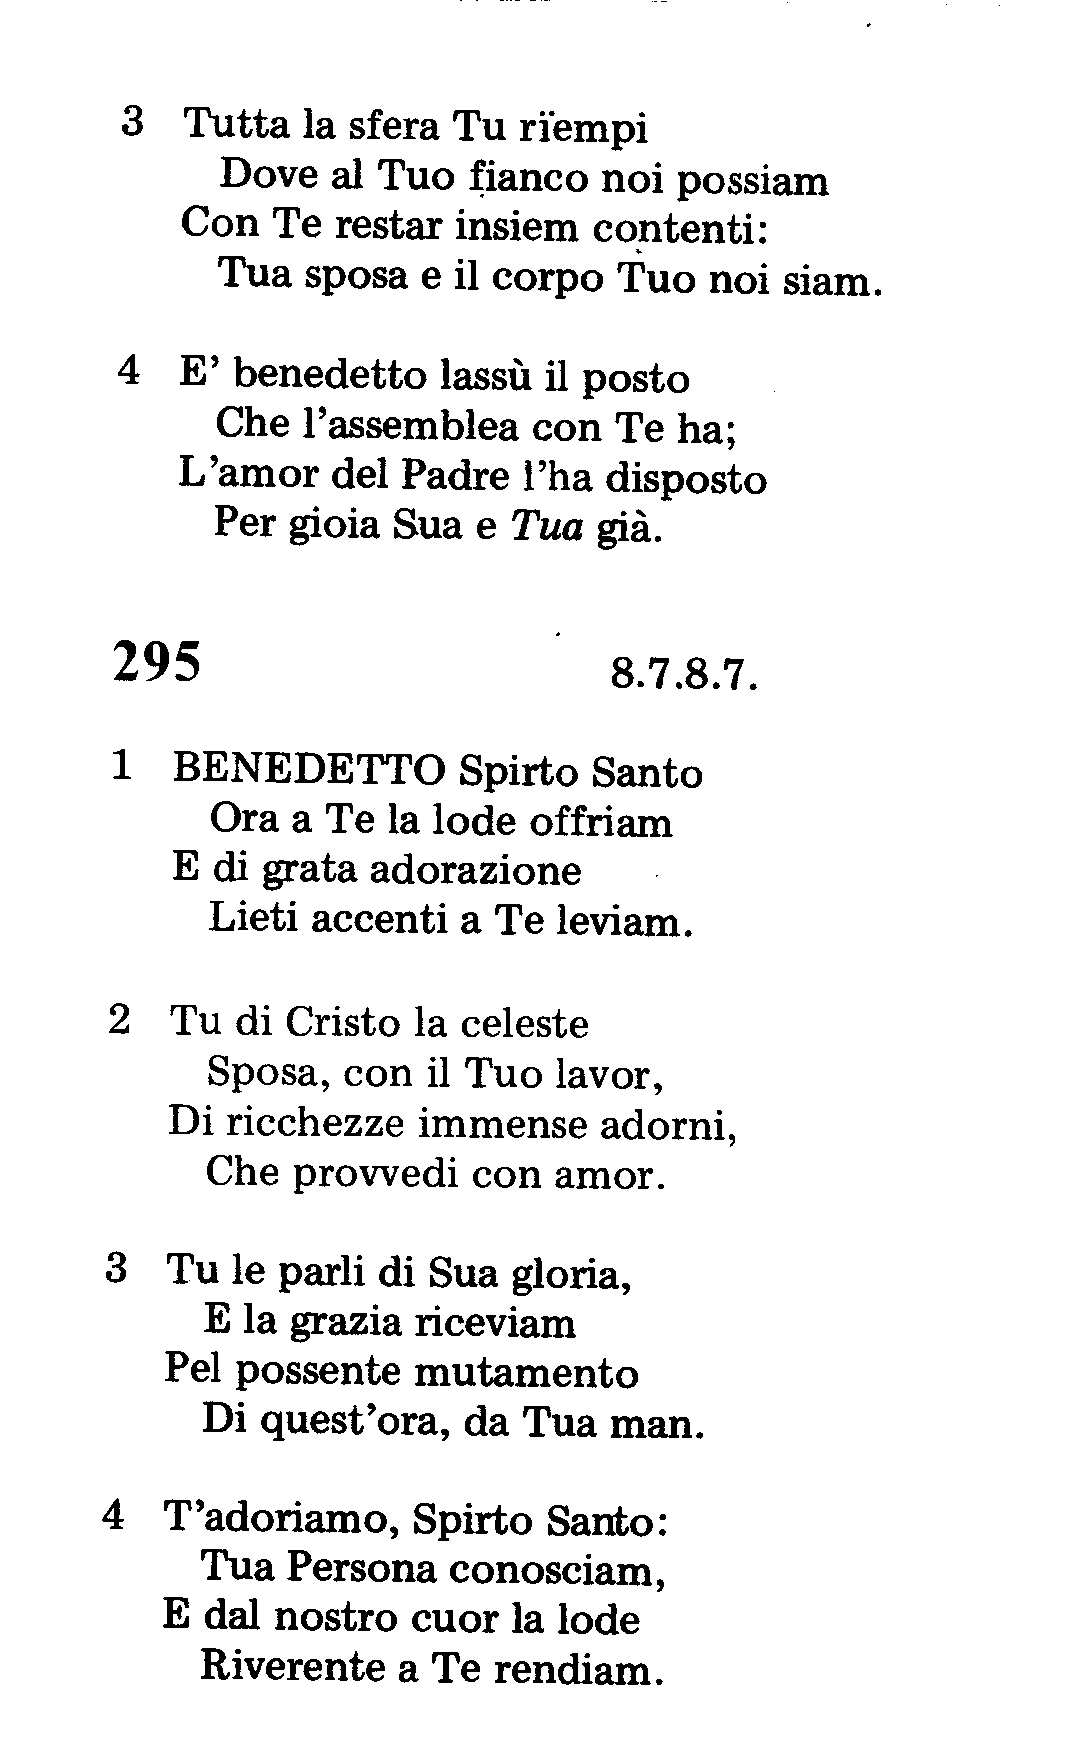 3 Tutta la sfera Tu rïempi
Dove al Tuo fianco noi possiam
Con Te restar insiem contenti:
Tua sposa e il corpo Tuo noi siam.
4 E' benedetto lassù il posto
Che l'assemblea con Te ha;
L'amor del Padre l'ha disposto
Per gioia Sua e Tua già.
295 8.7.8.7.
1 BENEDETTO Spirto Santo
Ora a Te la lode offriam
E di grata adorazione
Lieti accenti a Te leviam.
2 Tu di Cristo la celeste
Sposa, con il Tuo lavor,
Di ricchezze immense adorni,
Che provvedi con amor.
3 Tu le parli di Sua gloria,
E la grazia riceviam
Pel possente mutamento
Di quest'ora, da Tua man.
4 T'adoriamo, Spirto Santo:
Tua Persona conosciam,
E dal nostro cuor la lode
Riverente a Te rendiam.